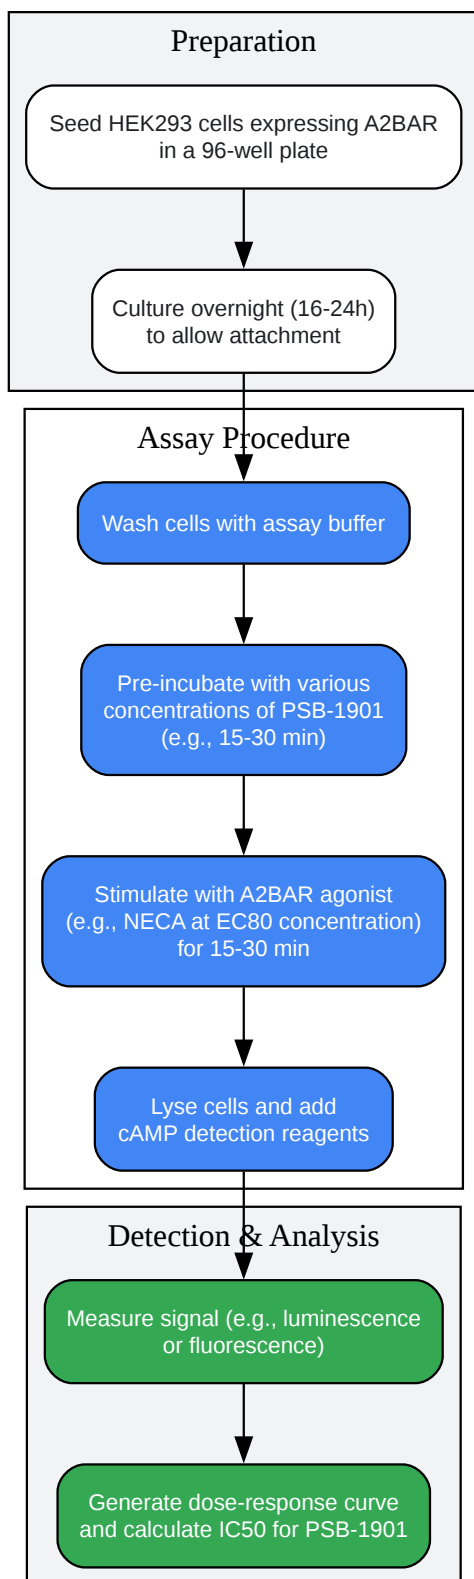 Preparation
Seed HEK293 cells expressing A2BAR
in a 96-well plate
Culture overnight (16-24h)
to allow attachment
Assay Procedure
Wash cells with assay buffer
Pre-incubate with various
concentrations of PSB-1901
(e.g., 15-30 min)
Stimulate with A2BAR agonist
(e.g., NECA at EC80 concentration)
for 15-30 min
Lyse cells and add
cAMP detection reagents
Detection & Analysis
Measure signal (e.g., luminescence
or fluorescence)
Generate dose-response curve
and calculate IC50 for PSB-1901